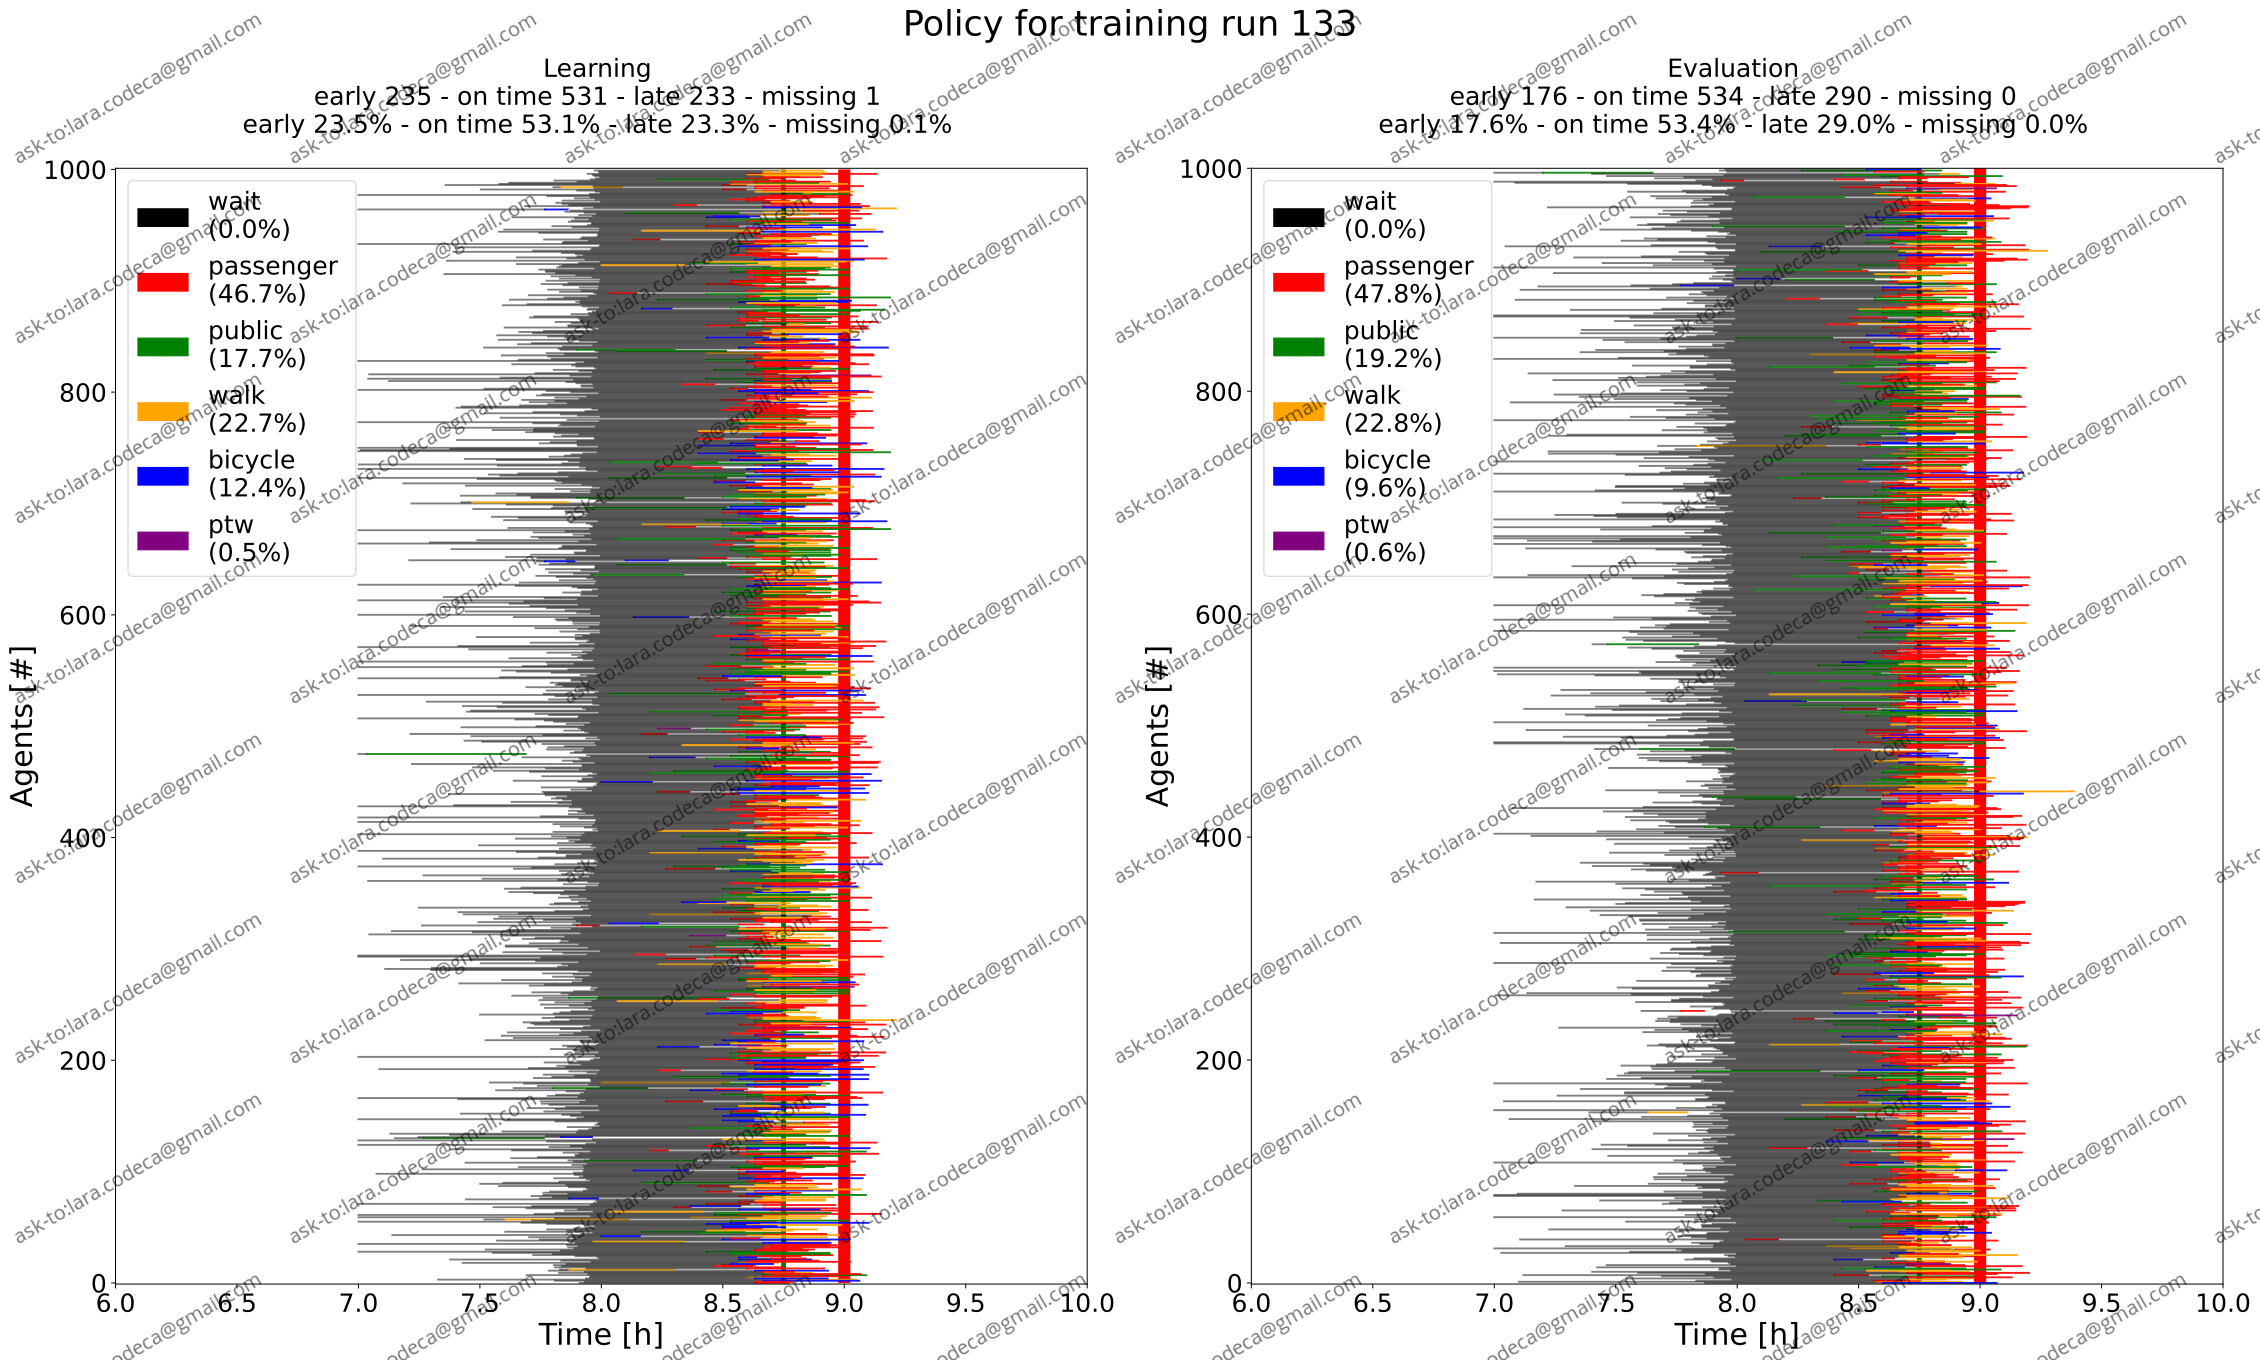 Policy for training run 133
Learning
early 235 - on time 531 - late 233 - missing 1
early 23.5% - on time 53.1% - late 23.3% - missing 0.1%
1000
800
600
400
200
0
Agents [#]
wait
(0.0%)
passenger
(46.7%)
public
(17.7%)
walk
(22.7%)
bicycle
(12.4%)
ptw
(0.5%)
6.0 6.5 7.0 7.5 8.0 8.5 9.0 9.5 10.0
Time [h]
Evaluation
early 176 - on time 534 - late 290 - missing 0
early 17.6% - on time 53.4% - late 29.0% - missing 0.0%
1000
800
600
400
200
0
Agents [#]
wait
(0.0%)
passenger
(47.8%)
public
(19.2%)
walk
(22.8%)
bicycle
(9.6%)
ptw
(0.6%)
6.0 6.5 7.0 7.5 8.0 8.5 9.0 9.5 10.0
Time [h]
ask-to:lara.codeca@gmail.com